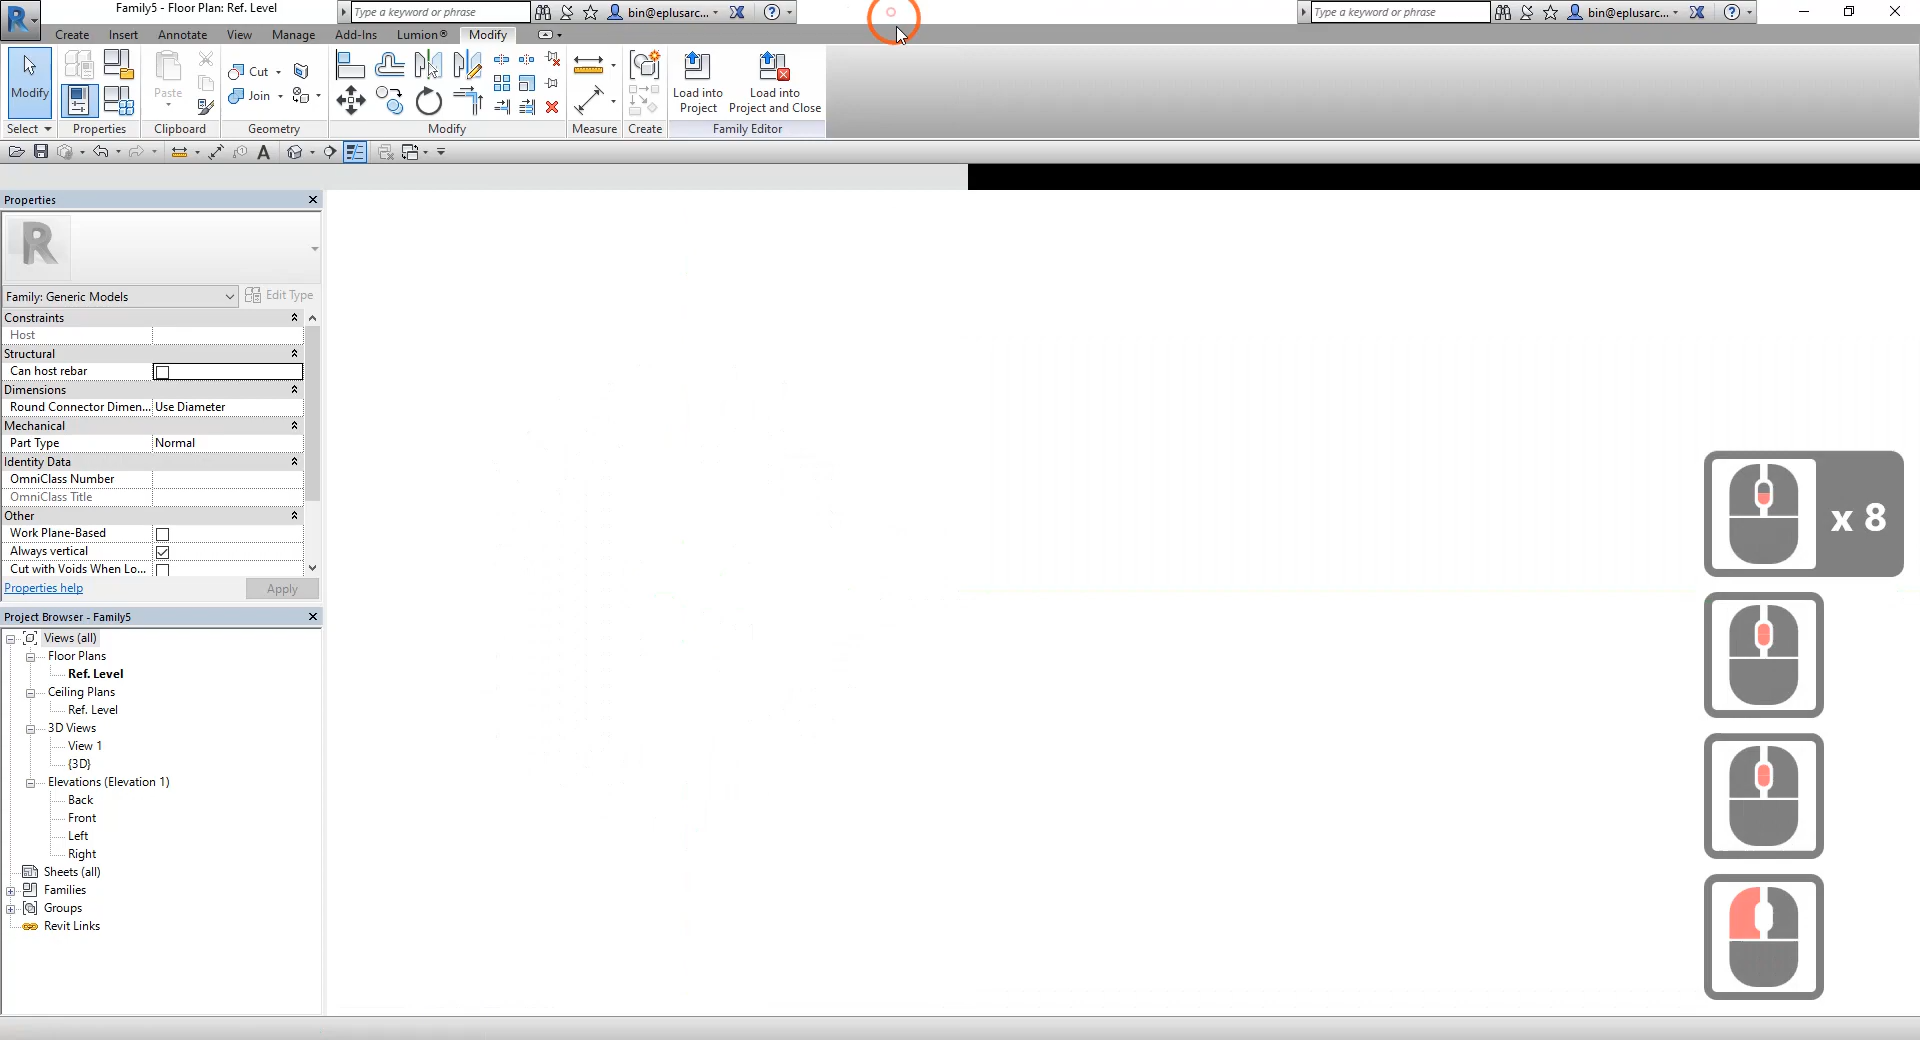 Family5 - Floor Plan: Ref. Level
Type a keyword or phrase
bin@eplusarc...
Type a keyword or phrase
bin@eplusarc...
Create Insert Annotate View Manage Add-Ins Lumion® Modify
Modify
Paste
Cut
Join
Load into
Project
Load into
Project and Close
Select Properties Clipboard Geometry Modify Measure Create Family Editor
Properties
Family: Generic Models
Edit Type
Constraints
Host
Structural
Can host rebar
Dimensions
Round Connector Dimen... Use Diameter
Mechanical
Part Type Normal
Identity Data
OmniClass Number
OmniClass Title
Other
Work Plane-Based
Always vertical
Cut with Voids When Lo...
Properties help
Apply
Project Browser - Family5
Views (all)
Floor Plans
Ref. Level
Ceiling Plans
Ref. Level
3D Views
View 1
{3D}
Elevations (Elevation 1)
Back
Front
Left
Right
Sheets (all)
Families
Groups
Revit Links
x 8